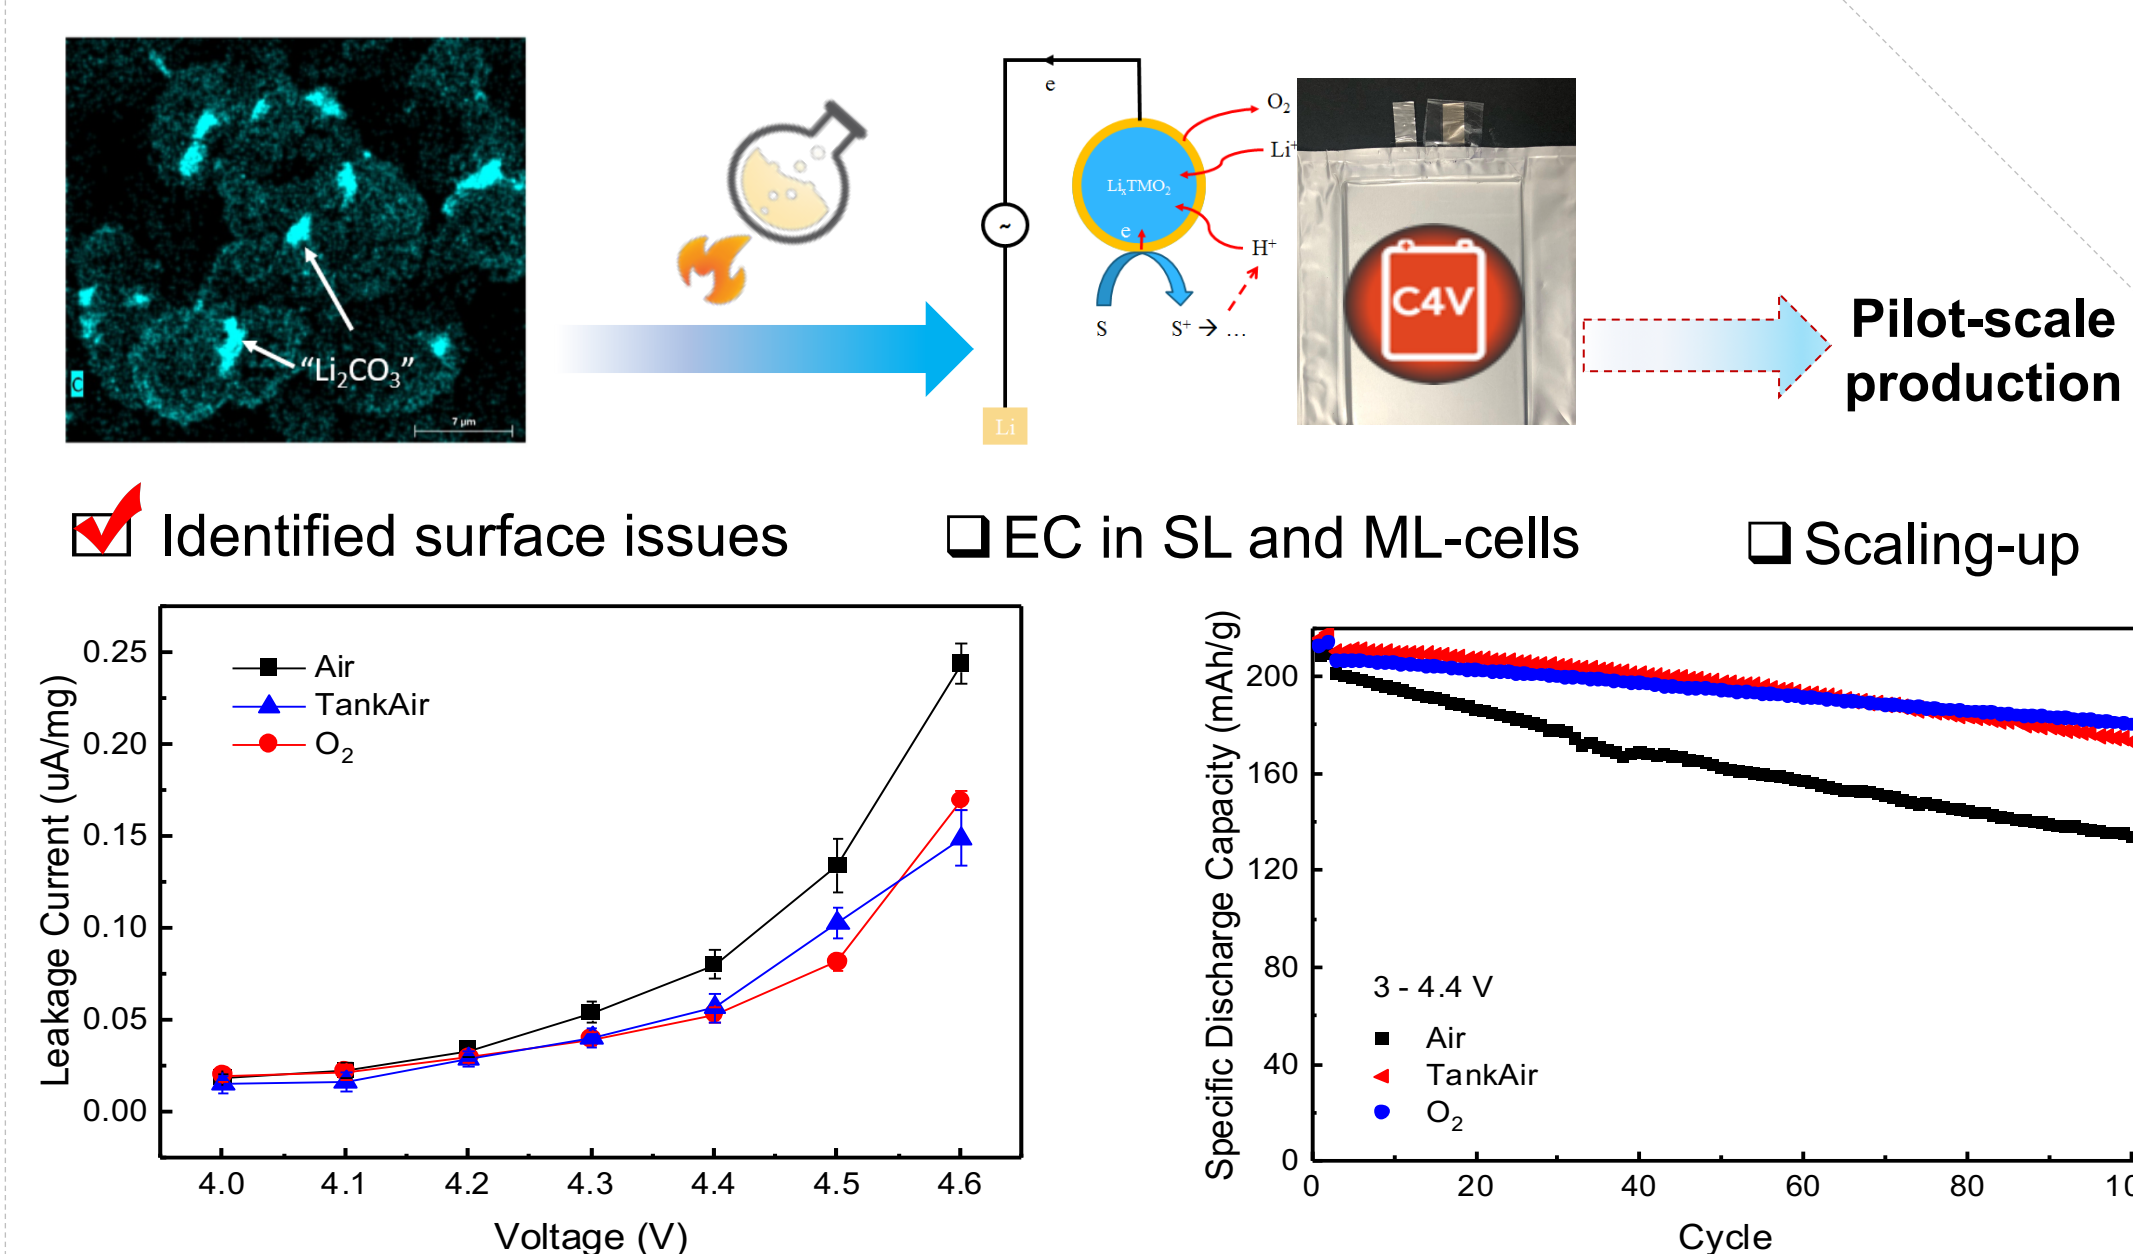 “Li₂CO₃”
C
7 µm
e
O₂
Li⁺
LiₓTMO₂
e
H⁺
~
S
S⁺ → …
Li
C4V
Pilot-scale
production
Identified surface issues
EC in SL and ML-cells
Scaling-up
Leakage Current (uA/mg)
0.25
0.20
0.15
0.10
0.05
0.00
Air
TankAir
O₂
4.0 4.1 4.2 4.3 4.4 4.5 4.6
Voltage (V)
Specific Discharge Capacity (mAh/g)
200
160
120
80
40
0
3 - 4.4 V
Air
TankAir
O₂
0 20 40 60 80 10
Cycle